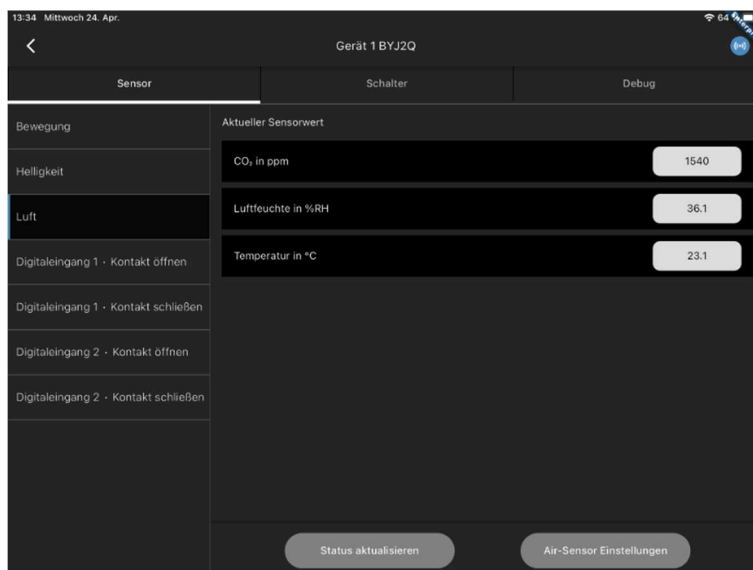 13:34 Mittwoch 24. Apr.
64
Gerät 1 BYJ2Q
Sensor
Schalter
Debug
Bewegung
Helligkeit
Luft
Digitaleingang 1 · Kontakt öffnen
Digitaleingang 1 · Kontakt schließen
Digitaleingang 2 · Kontakt öffnen
Digitaleingang 2 · Kontakt schließen
Aktueller Sensorwert
CO₂ in ppm
1540
Luftfeuchte in %RH
36.1
Temperatur in °C
23.1
Status aktualisieren
Air-Sensor Einstellungen